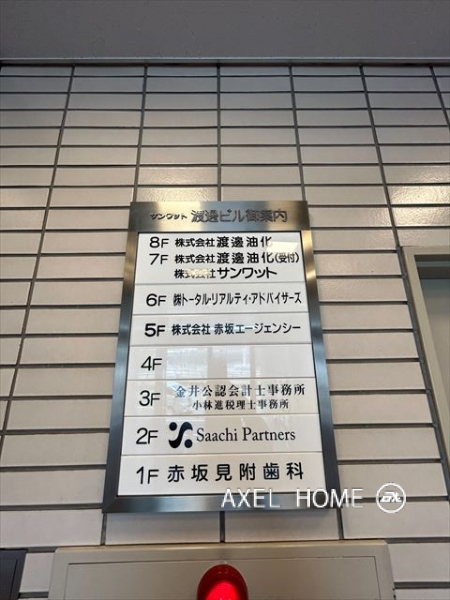 サンワット 渡邊ビル御案内
8F 株式会社 渡邊油化
7F 株式会社 渡邊油化(受付)
株式会社 サンワット
6F ㈱トータル・リアルティ・アドバイザーズ
5F 株式会社 赤坂エージェンシー
4F
3F 金井公認会計士事務所
小林進税理士事務所
2F Saachi Partners
1F 赤坂見附歯科
AXEL HOME